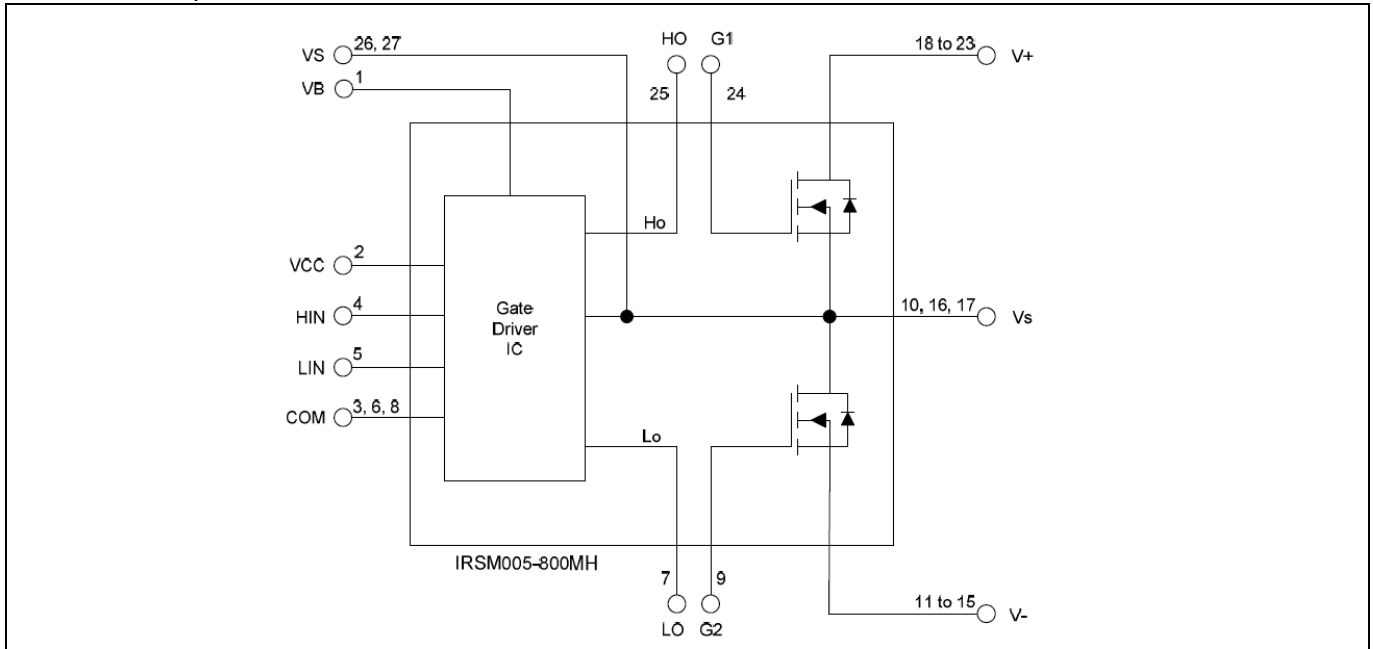 VS 26, 27
VB 1
HO G1
25 24
18 to 23 V+
VCC 2
HIN 4
LIN 5
COM 3, 6, 8
Gate
Driver
IC
Ho
Lo
10, 16, 17 Vs
IRSM005-800MH
7 9
LO G2
11 to 15 V-